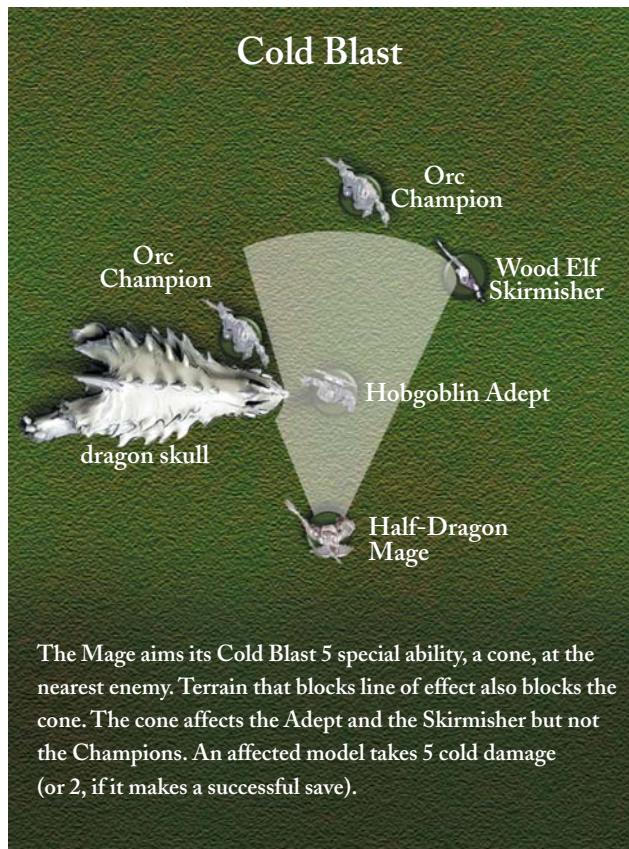 Cold Blast
Orc
Champion
Wood Elf
Skirmisher
Orc
Champion
Hobgoblin Adept
dragon skull
Half-Dragon
Mage
The Mage aims its Cold Blast 5 special ability, a cone, at the
nearest enemy. Terrain that blocks line of effect also blocks the
cone. The cone affects the Adept and the Skirmisher but not
the Champions. An affected model takes 5 cold damage
(or 2, if it makes a successful save).